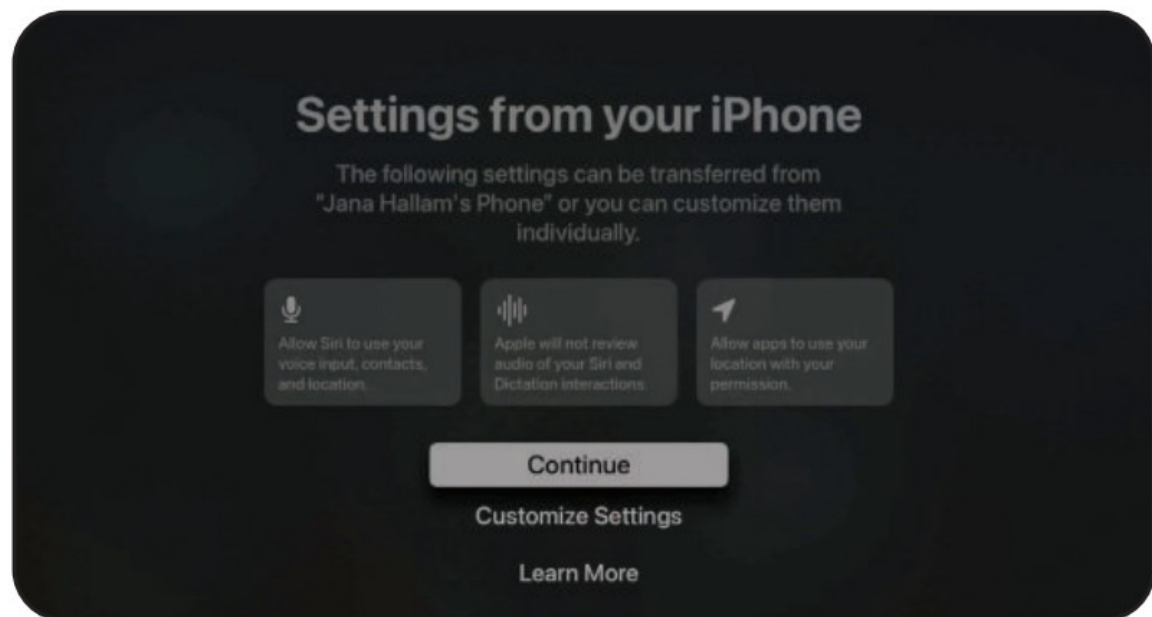 Settings from your iPhone
The following settings can be transferred from
"Jana Hallam's Phone" or you can customize them
individually.
Allow Siri to use your
voice input, contacts,
and location.
Apple will not review
audio of your Siri and
Dictation interactions.
Allow apps to use your
location with your
permission.
Continue
Customize Settings
Learn More